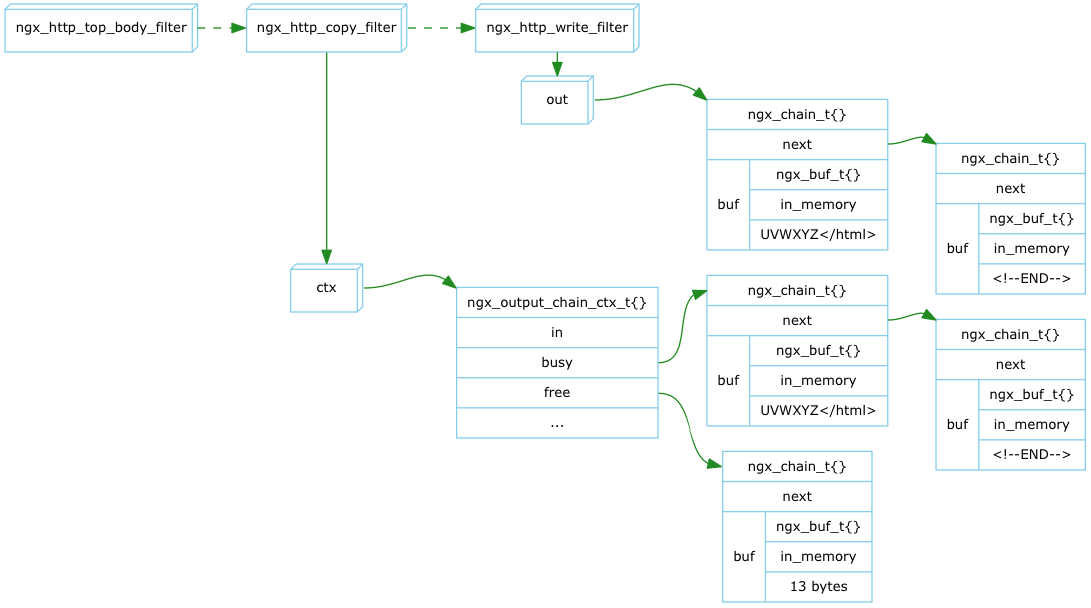 ngx_http_top_body_filter
ngx_http_copy_filter
ngx_http_write_filter
out
ngx_chain_t{}
next
buf
ngx_buf_t{}
in_memory
UVWXYZ</html>
ngx_chain_t{}
next
buf
ngx_buf_t{}
in_memory
<!--END-->
ctx
ngx_output_chain_ctx_t{}
in
busy
free
...
ngx_chain_t{}
next
buf
ngx_buf_t{}
in_memory
UVWXYZ</html>
ngx_chain_t{}
next
buf
ngx_buf_t{}
in_memory
<!--END-->
ngx_chain_t{}
next
buf
ngx_buf_t{}
in_memory
13 bytes